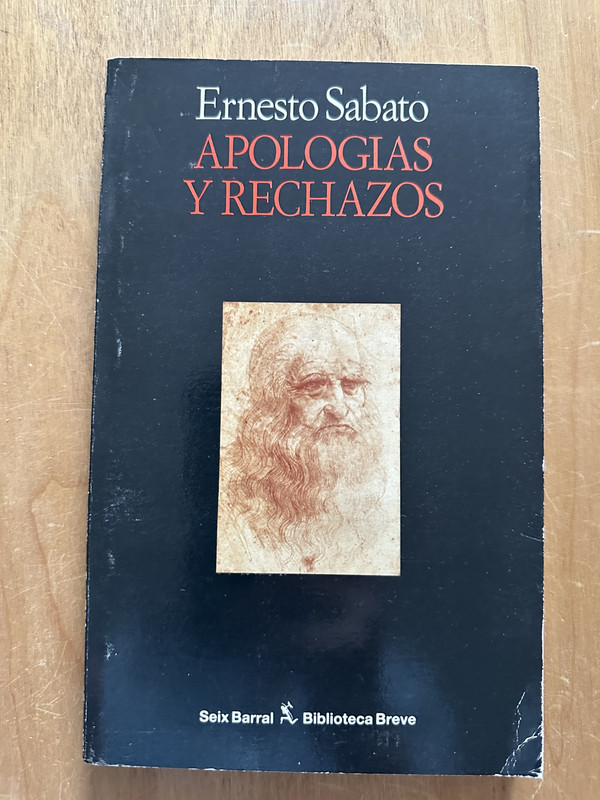 Ernesto Sabato
APOLOGIAS
Y RECHAZOS
Seix Barral Biblioteca Breve